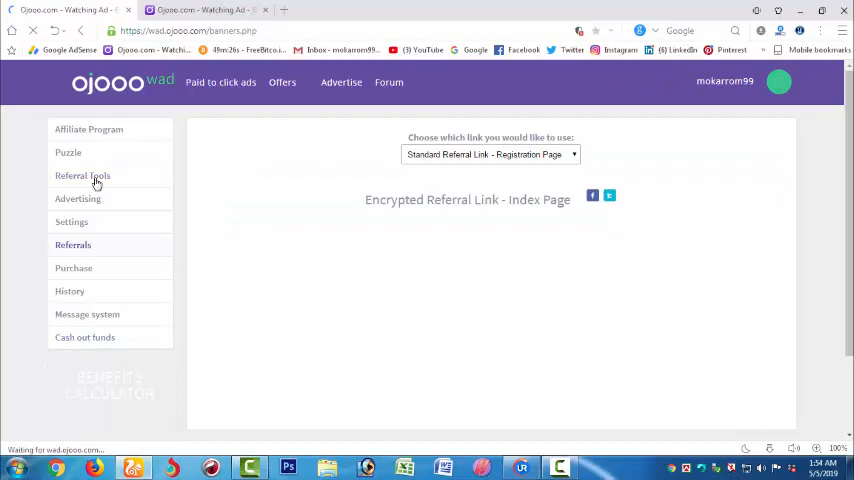 Ojooo.com - Watching Ad - ‎
Ojooo.com - Watching Ad - S
https://wad.ojooo.com/banners.php
Google
Google AdSense
Ojooo.com - Watchi...
49m:26s - FreeBitco.i...
Inbox - mokarrom99...
(3) YouTube
Google
Facebook
Twitter
Instagram
(6) LinkedIn
Pinterest
Mobile bookmarks
ojooo wad
Paid to click ads
Offers
Advertise
Forum
mokarrom99
Affiliate Program
Puzzle
Referral Tools
Advertising
Settings
Referrals
Purchase
History
Message system
Cash out funds
BENEFITS
CALCULATOR
Choose which link you would like to use:
Standard Referral Link - Registration Page
Encrypted Referral Link - Index Page
Waiting for wad.ojooo.com...
100%
1:54 AM
5/5/2019